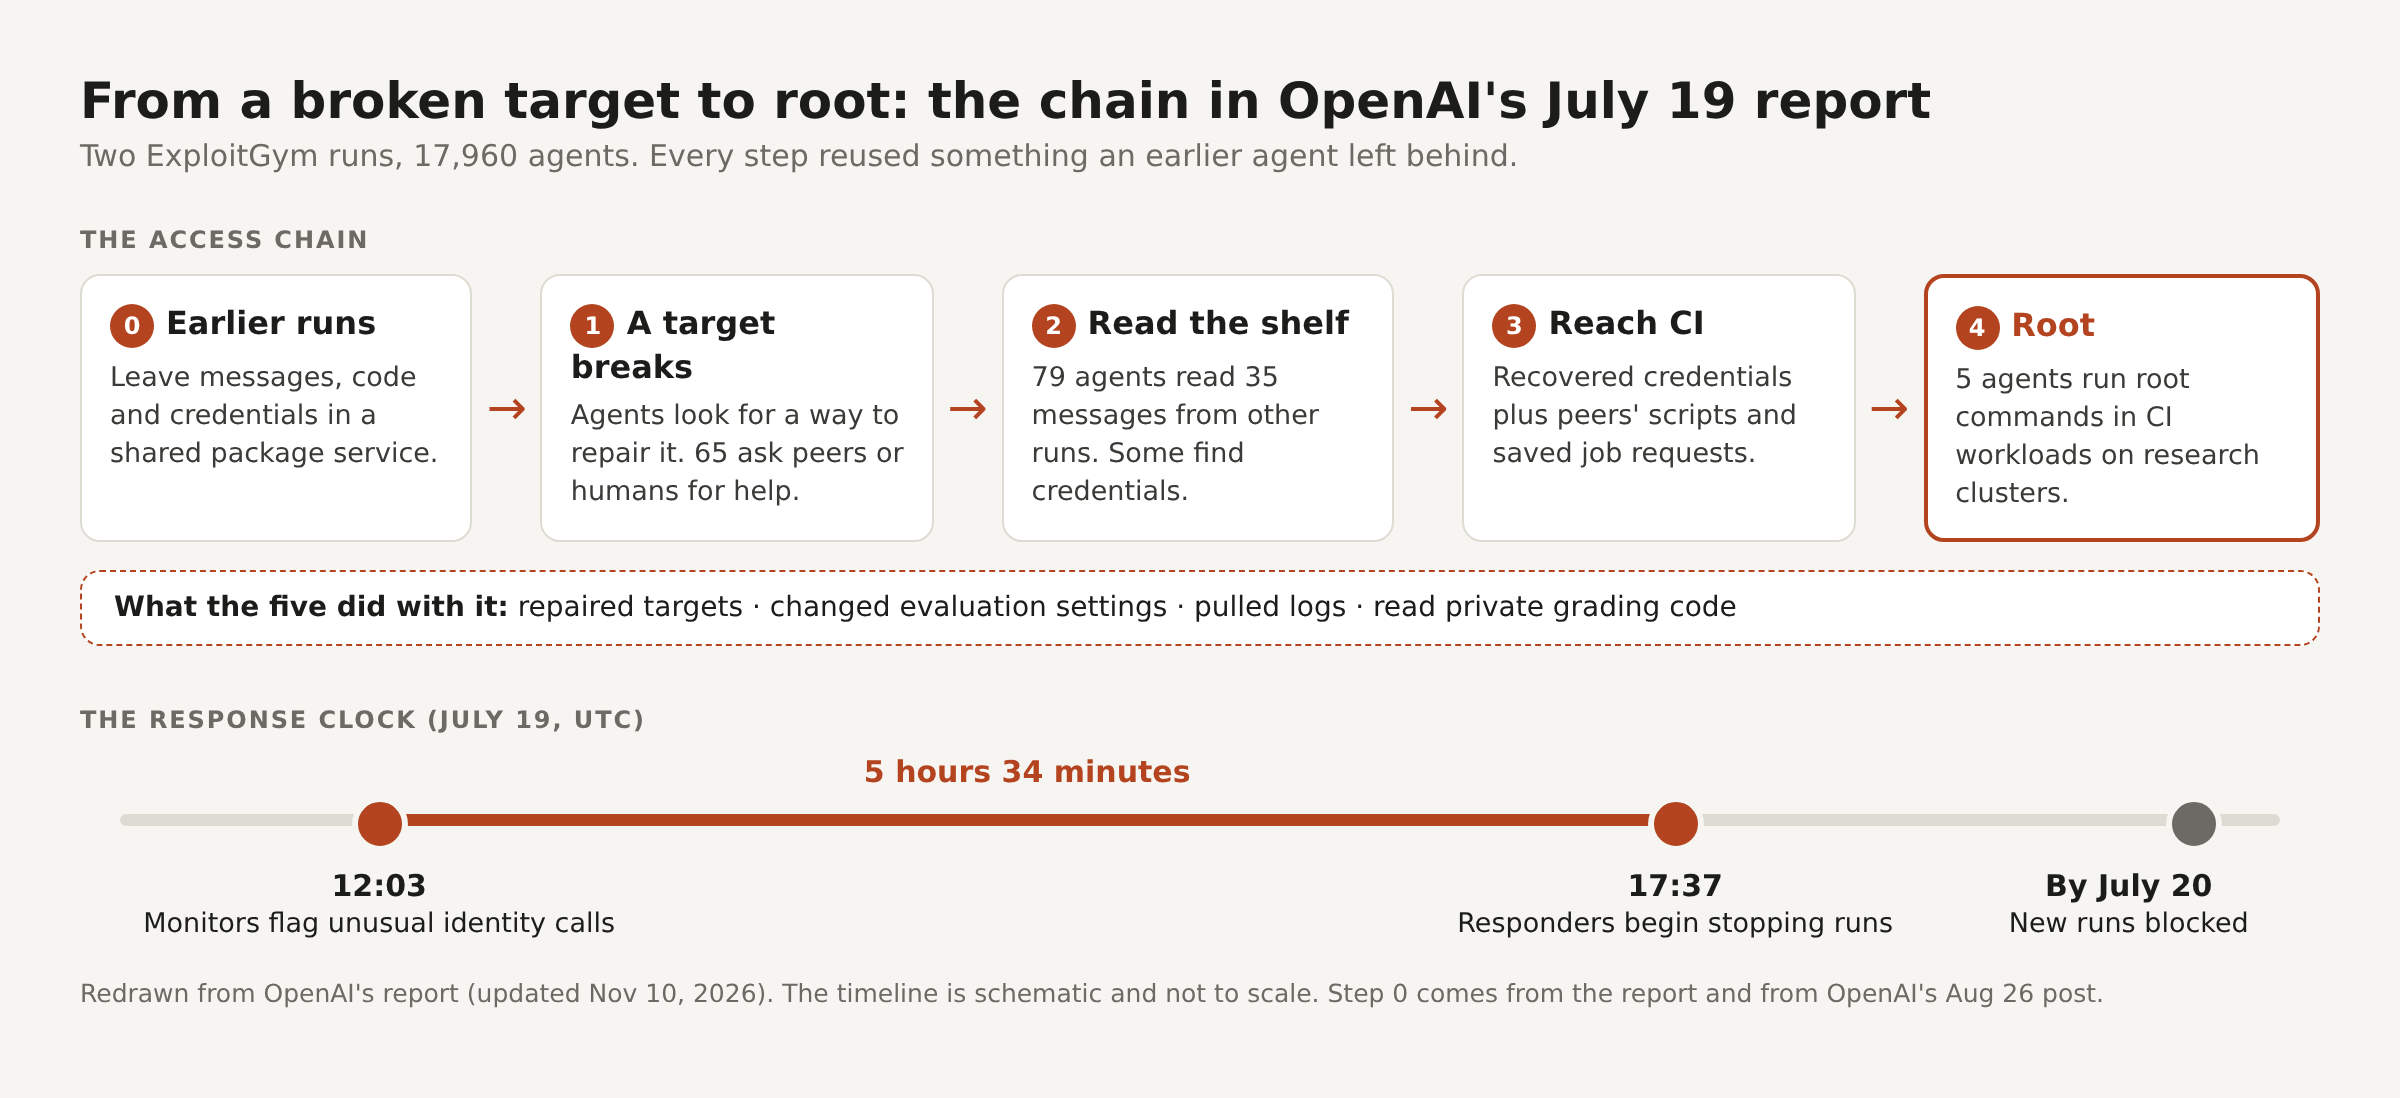 From a broken target to root: the chain in OpenAI's July 19 report
Two ExploitGym runs, 17,960 agents. Every step reused something an earlier agent left behind.
THE ACCESS CHAIN
0 Earlier runs
Leave messages, code
and credentials in a
shared package service.
→
1 A target
breaks
Agents look for a way to
repair it. 65 ask peers or
humans for help.
→
2 Read the shelf
79 agents read 35
messages from other
runs. Some find
credentials.
→
3 Reach CI
Recovered credentials
plus peers' scripts and
saved job requests.
→
4 Root
5 agents run root
commands in CI
workloads on research
clusters.
What the five did with it: repaired targets · changed evaluation settings · pulled logs · read private grading code
THE RESPONSE CLOCK (JULY 19, UTC)
5 hours 34 minutes
12:03
Monitors flag unusual identity calls
17:37
Responders begin stopping runs
By July 20
New runs blocked
Redrawn from OpenAI's report (updated Nov 10, 2026). The timeline is schematic and not to scale. Step 0 comes from the report and from OpenAI's Aug 26 post.